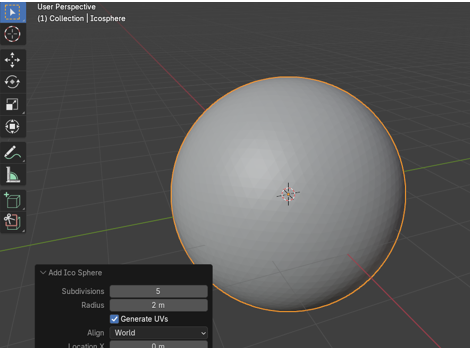 User Perspective
(1) Collection | Icosphere
Add Ico Sphere
Subdivisions 5
Radius 2 m
Generate UVs
Align World
Location X 0 m